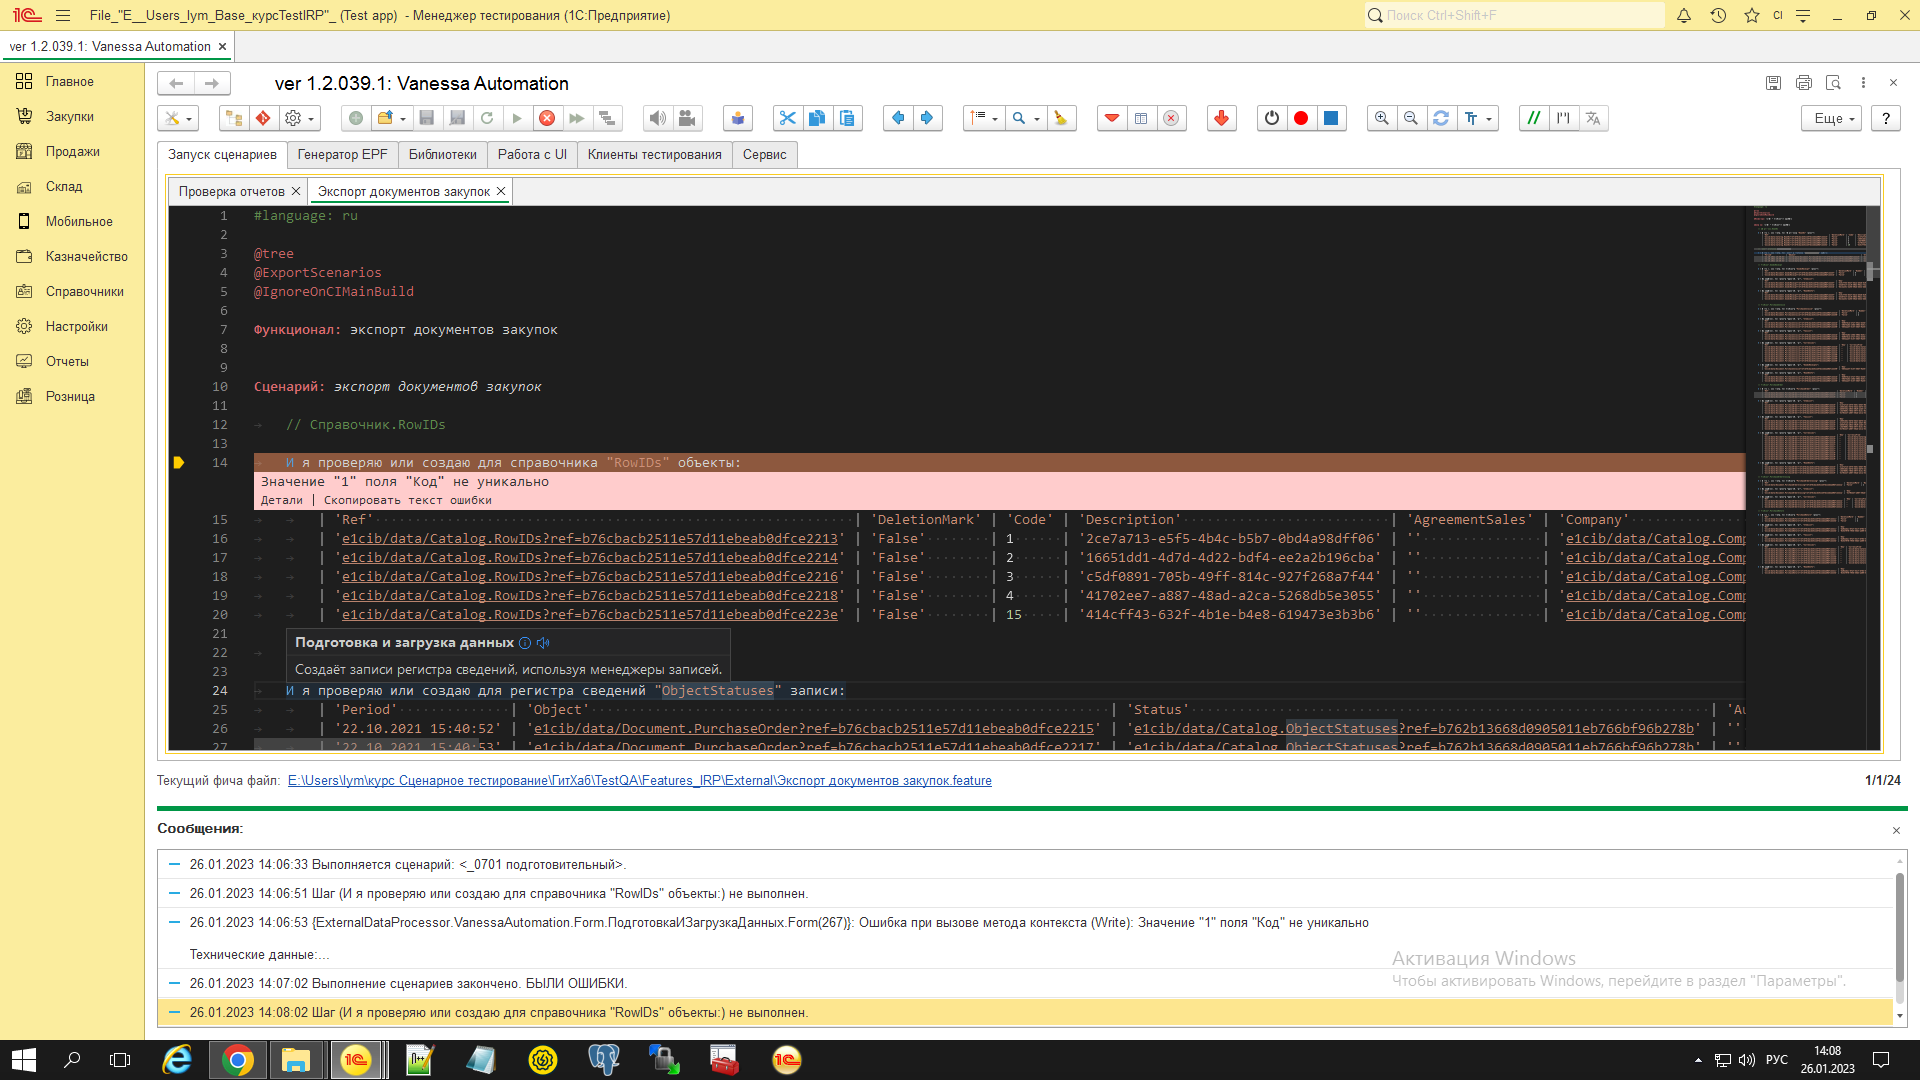 File_"E__Users_lym_Base_курсTestIRP"_ (Test app) - Менеджер тестирования (1С:Предприятие)
Поиск Ctrl+Shift+F
CI
ver 1.2.039.1: Vanessa Automation ×
Главное
Закупки
Продажи
Склад
Мобильное
Казначейство
Справочники
Настройки
Отчеты
Розница
ver 1.2.039.1: Vanessa Automation
Еще
?
Запуск сценариев
Генератор EPF
Библиотеки
Работа с UI
Клиенты тестирования
Сервис
Проверка отчетов ×
Экспорт документов закупок ×
1 #language: ru
2
3 @tree
4 @ExportScenarios
5 @IgnoreOnCIMainBuild
6
7 Функционал: экспорт документов закупок
8
9
10 Сценарий: экспорт документов закупок
11
12 // Справочник.RowIDs
13
14 И я проверяю или создаю для справочника "RowIDs" объекты:
Значение "1" поля "Код" не уникально
Детали | Скопировать текст ошибки
15 | 'Ref' | 'DeletionMark' | 'Code' | 'Description' | 'AgreementSales' | 'Company'
16 | 'e1cib/data/Catalog.RowIDs?ref=b76cbacb2511e57d11ebeab0dfce2213' | 'False' | 1 | '2ce7a713-e5f5-4b4c-b5b7-0bd4a98dff06' | '' | 'e1cib/data/Catalog.Comp
17 | 'e1cib/data/Catalog.RowIDs?ref=b76cbacb2511e57d11ebeab0dfce2214' | 'False' | 2 | '16651dd1-4d7d-4d22-bdf4-ee2a2b196cba' | '' | 'e1cib/data/Catalog.Comp
18 | 'e1cib/data/Catalog.RowIDs?ref=b76cbacb2511e57d11ebeab0dfce2216' | 'False' | 3 | 'c5df0891-705b-49ff-814c-927f268a7f44' | '' | 'e1cib/data/Catalog.Comp
19 | 'e1cib/data/Catalog.RowIDs?ref=b76cbacb2511e57d11ebeab0dfce2218' | 'False' | 4 | '41702ee7-a887-48ad-a2ca-5268db5e3055' | '' | 'e1cib/data/Catalog.Comp
20 | 'e1cib/data/Catalog.RowIDs?ref=b76cbacb2511e57d11ebeab0dfce223e' | 'False' | 15 | '414cff43-632f-4b1e-b4e8-619473e3b3b6' | '' | 'e1cib/data/Catalog.Comp
21
Подготовка и загрузка данных
22
Создаёт записи регистра сведений, используя менеджеры записей.
23
24 И я проверяю или создаю для регистра сведений "ObjectStatuses" записи:
25 | 'Period' | 'Object' | 'Status' | 'Au
26 | '22.10.2021 15:40:52' | 'e1cib/data/Document.PurchaseOrder?ref=b76cbacb2511e57d11ebeab0dfce2215' | 'e1cib/data/Catalog.ObjectStatuses?ref=b762b13668d0905011eb766bf96b278b' | ''
27 | '22.10.2021 15:40:53' | 'e1cib/data/Document.PurchaseOrder?ref=b76cbacb2511e57d11ebeab0dfce2217' | 'e1cib/data/Catalog.ObjectStatuses?ref=b762b13668d0905011eb766bf96b278b' | ''
Текущий фича файл: E:\Users\lym\курс Сценарное тестирование\ГитХаб\TestQA\Features_IRP\External\Экспорт документов закупок.feature
1/1/24
Сообщения:
26.01.2023 14:06:33 Выполняется сценарий: <_0701 подготовительный>.
26.01.2023 14:06:51 Шаг (И я проверяю или создаю для справочника "RowIDs" объекты:) не выполнен.
26.01.2023 14:06:53 {ExternalDataProcessor.VanessaAutomation.Form.ПодготовкаИЗагрузкаДанных.Form(267)}: Ошибка при вызове метода контекста (Write): Значение "1" поля "Код" не уникально
Технические данные:...
26.01.2023 14:07:02 Выполнение сценариев закончено. БЫЛИ ОШИБКИ.
26.01.2023 14:08:02 Шаг (И я проверяю или создаю для справочника "RowIDs" объекты:) не выполнен.
Активация Windows
Чтобы активировать Windows, перейдите в раздел "Параметры".
РУС
14:08
26.01.2023